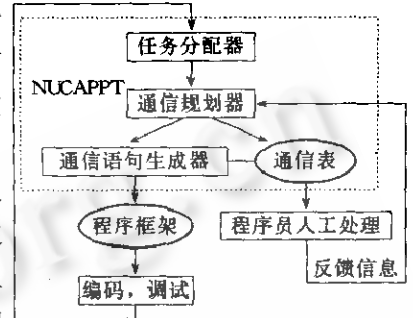 任务分配器
NUCAPPT
通信规划器
通信语句生成器
通信表
程序框架
程序员人工处理
反馈信息
编码，调试